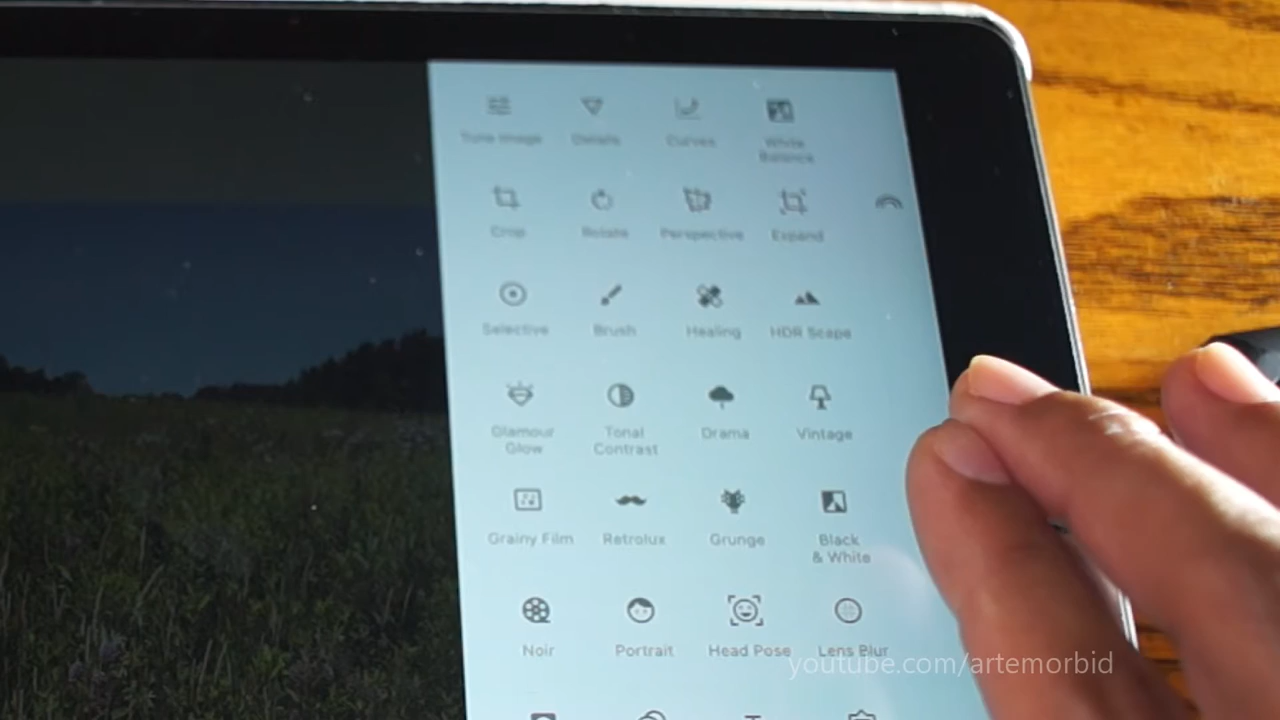 Tune Image Details Curves White
Balance
Crop Rotate Perspective Expand
Selective Brush Healing HDR Scape
Glamour Tonal Drama Vintage
Glow Contrast
Grainy Film Retrolux Grunge Black
& White
Noir Portrait Head Pose Lens Blur
youtube.com/artemorbid